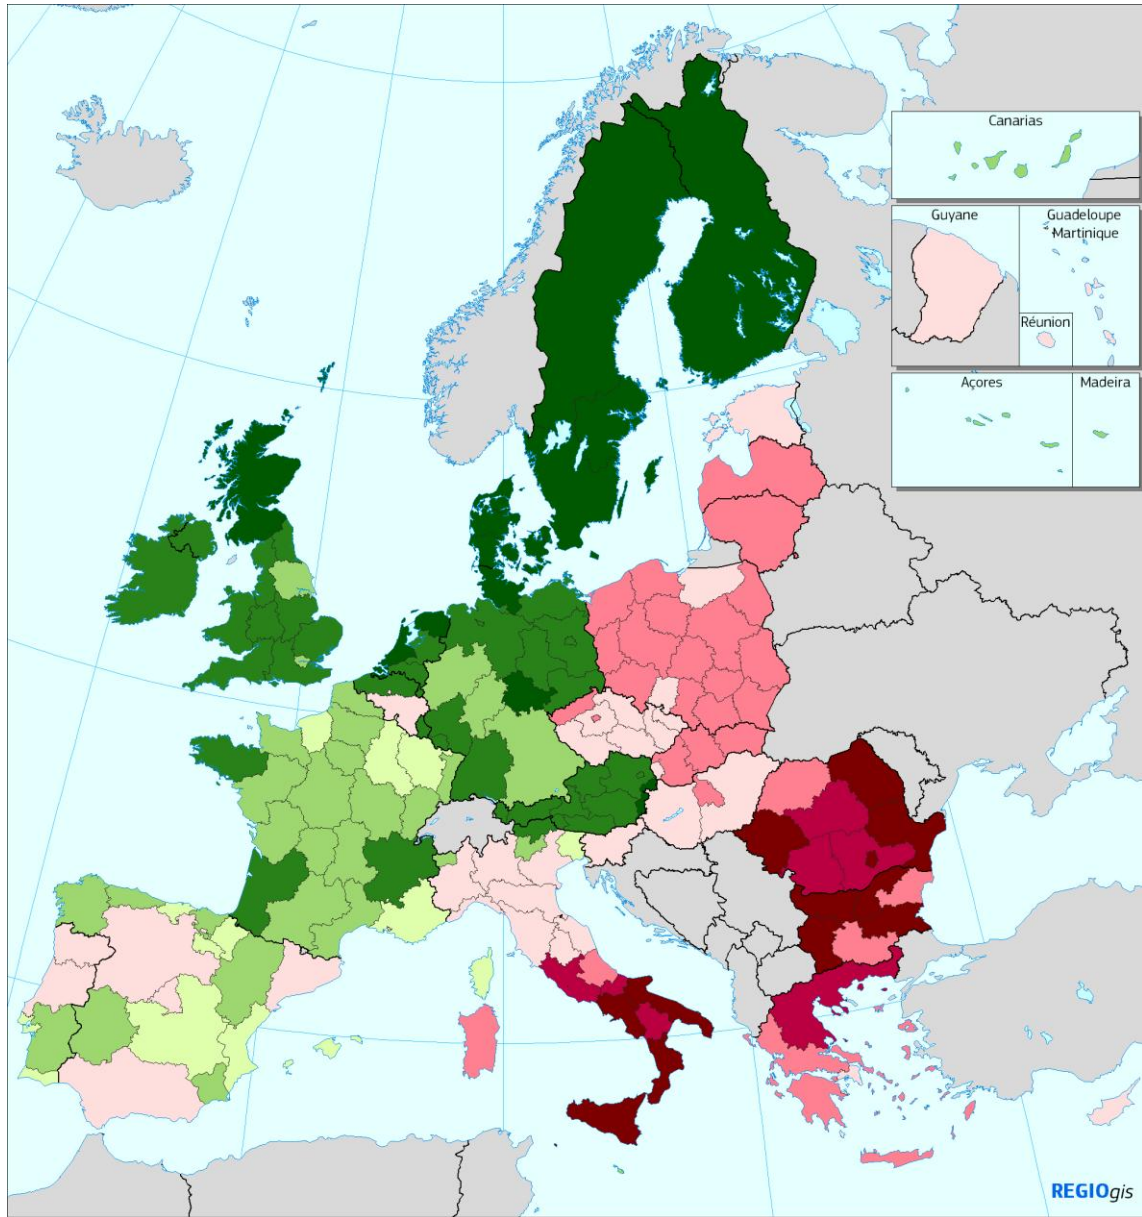 Canarias
Guyane
Guadeloupe
Martinique
Réunion
Açores
Madeira
REGIOgis